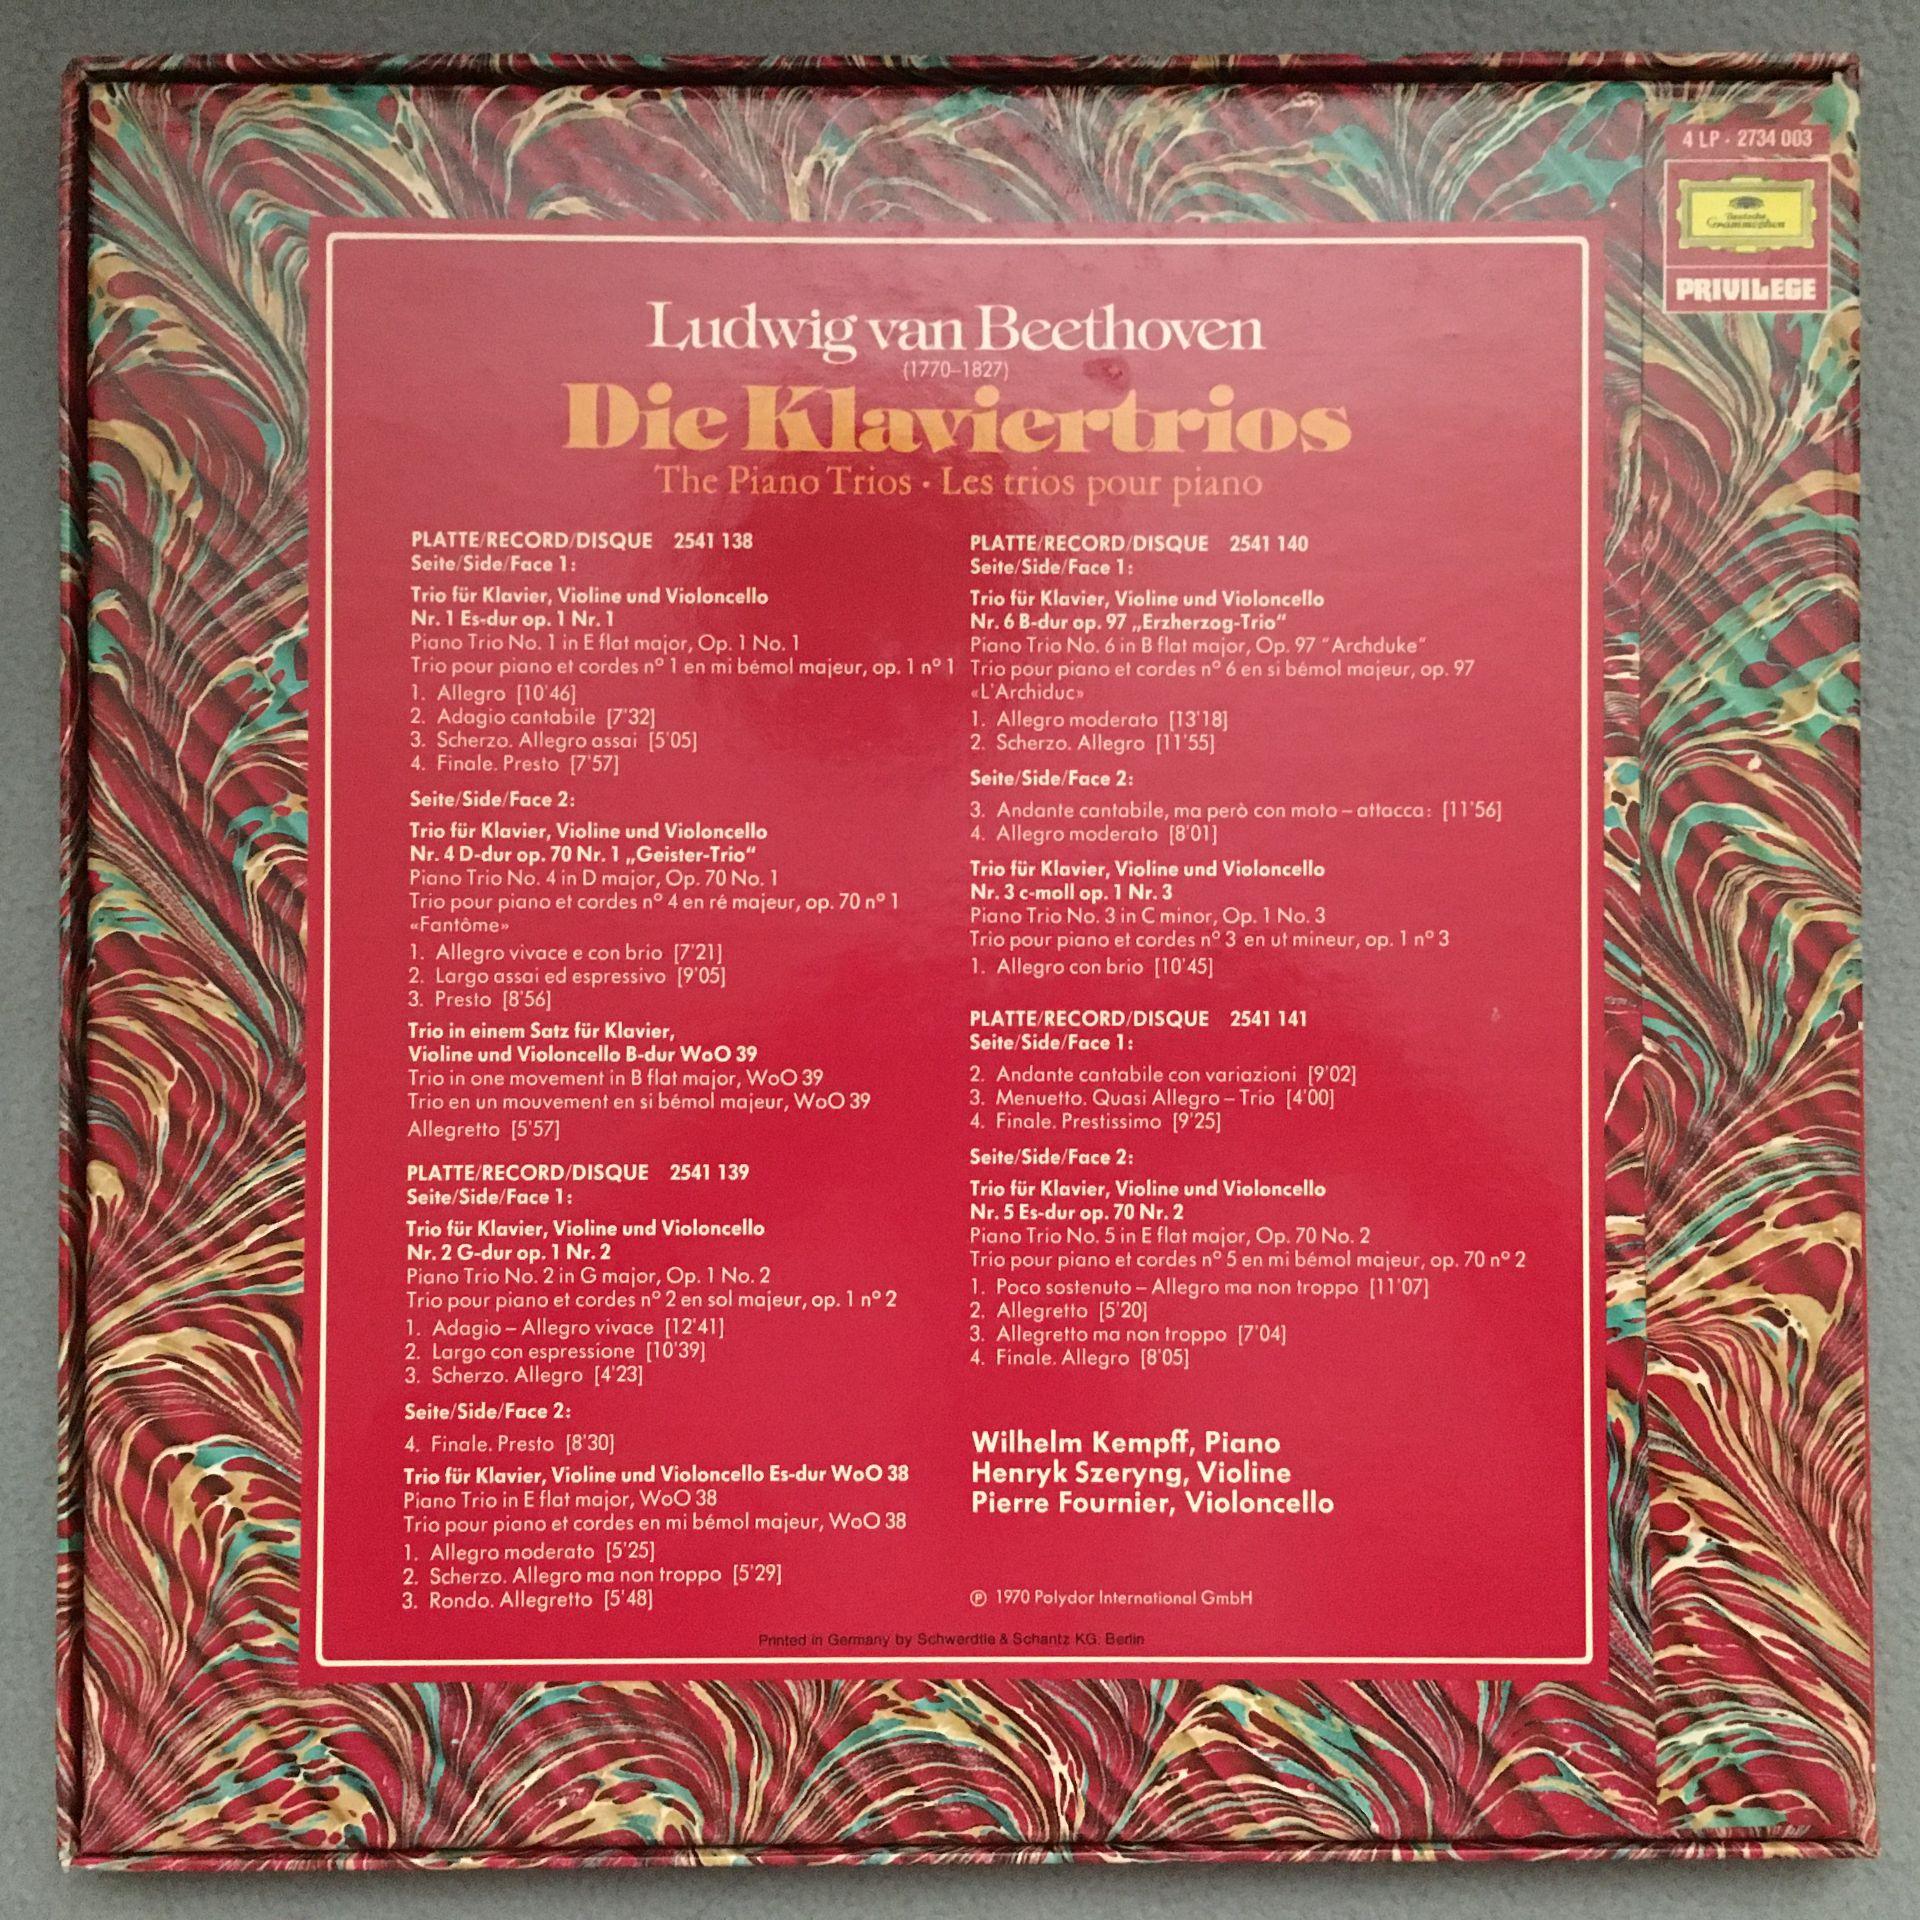 4 LP · 2734 003
Deutsche
Grammophon
PRIVILEGE
Ludwig van Beethoven
(1770–1827)
Die Klaviertrios
The Piano Trios · Les trios pour piano
PLATTE/RECORD/DISQUE 2541 138
Seite/Side/Face 1:
Trio für Klavier, Violine und Violoncello
Nr. 1 Es-dur op. 1 Nr. 1
Piano Trio No. 1 in E flat major, Op. 1 No. 1
Trio pour piano et cordes nº 1 en mi bémol majeur, op. 1 nº 1
1. Allegro [10'46]
2. Adagio cantabile [7'32]
3. Scherzo. Allegro assai [5'05]
4. Finale. Presto [7'57]
Seite/Side/Face 2:
Trio für Klavier, Violine und Violoncello
Nr. 4 D-dur op. 70 Nr. 1 „Geister-Trio“
Piano Trio No. 4 in D major, Op. 70 No. 1
Trio pour piano et cordes nº 4 en ré majeur, op. 70 nº 1
«Fantôme»
1. Allegro vivace e con brio [7'21]
2. Largo assai ed espressivo [9'05]
3. Presto [8'56]
Trio in einem Satz für Klavier,
Violine und Violoncello B-dur WoO 39
Trio in one movement in B flat major, WoO 39
Trio en un mouvement en si bémol majeur, WoO 39
Allegretto [5'57]
PLATTE/RECORD/DISQUE 2541 139
Seite/Side/Face 1:
Trio für Klavier, Violine und Violoncello
Nr. 2 G-dur op. 1 Nr. 2
Piano Trio No. 2 in G major, Op. 1 No. 2
Trio pour piano et cordes nº 2 en sol majeur, op. 1 nº 2
1. Adagio – Allegro vivace [12'41]
2. Largo con espressione [10'39]
3. Scherzo. Allegro [4'23]
Seite/Side/Face 2:
4. Finale. Presto [8'30]
Trio für Klavier, Violine und Violoncello Es-dur WoO 38
Piano Trio in E flat major, WoO 38
Trio pour piano et cordes en mi bémol majeur, WoO 38
1. Allegro moderato [5'25]
2. Scherzo. Allegro ma non troppo [5'29]
3. Rondo. Allegretto [5'48]
PLATTE/RECORD/DISQUE 2541 140
Seite/Side/Face 1:
Trio für Klavier, Violine und Violoncello
Nr. 6 B-dur op. 97 „Erzherzog-Trio“
Piano Trio No. 6 in B flat major, Op. 97 “Archduke”
Trio pour piano et cordes nº 6 en si bémol majeur, op. 97
«L'Archiduc»
1. Allegro moderato [13'18]
2. Scherzo. Allegro [11'55]
Seite/Side/Face 2:
3. Andante cantabile, ma però con moto – attacca: [11'56]
4. Allegro moderato [8'01]
Trio für Klavier, Violine und Violoncello
Nr. 3 c-moll op. 1 Nr. 3
Piano Trio No. 3 in C minor, Op. 1 No. 3
Trio pour piano et cordes nº 3 en ut mineur, op. 1 nº 3
1. Allegro con brio [10'45]
PLATTE/RECORD/DISQUE 2541 141
Seite/Side/Face 1:
2. Andante cantabile con variazioni [9'02]
3. Menuetto. Quasi Allegro – Trio [4'00]
4. Finale. Prestissimo [9'25]
Seite/Side/Face 2:
Trio für Klavier, Violine und Violoncello
Nr. 5 Es-dur op. 70 Nr. 2
Piano Trio No. 5 in E flat major, Op. 70 No. 2
Trio pour piano et cordes nº 5 en mi bémol majeur, op. 70 nº 2
1. Poco sostenuto – Allegro ma non troppo [11'07]
2. Allegretto [5'20]
3. Allegretto ma non troppo [7'04]
4. Finale. Allegro [8'05]
Wilhelm Kempff, Piano
Henryk Szeryng, Violine
Pierre Fournier, Violoncello
℗ 1970 Polydor International GmbH
Printed in Germany by Schwerdtle & Schantz KG. Berlin